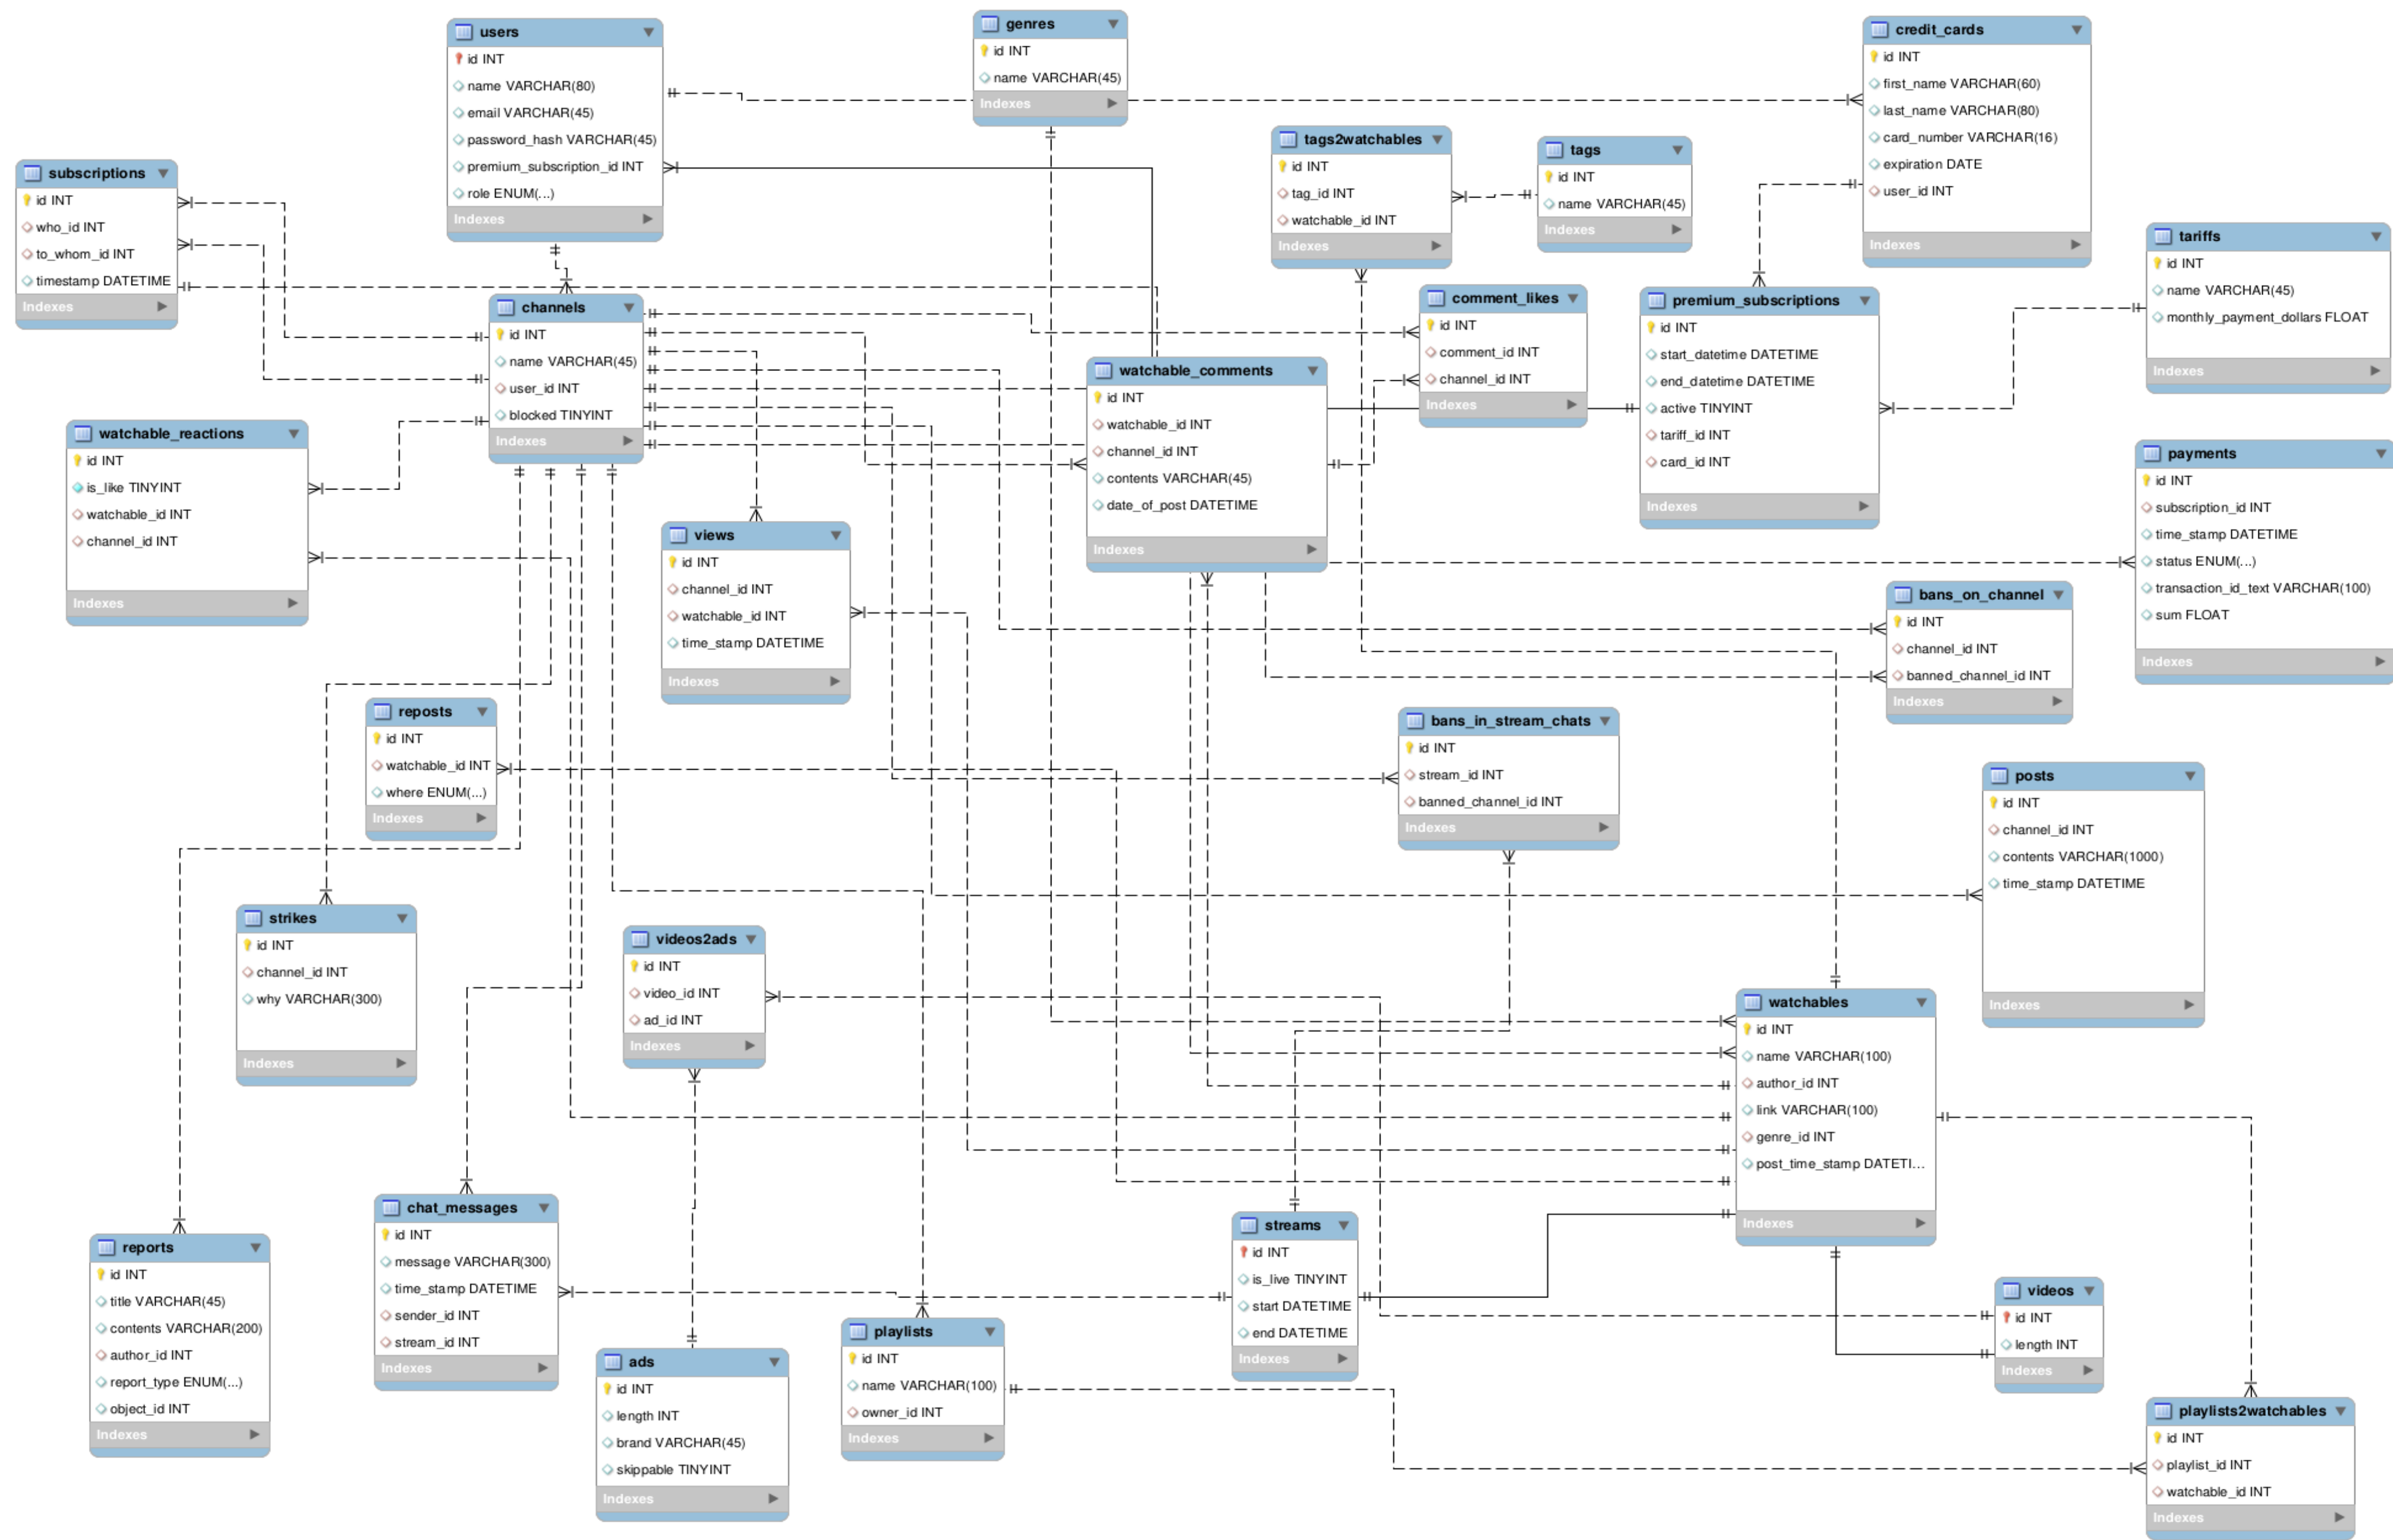 users
id INT
name VARCHAR(80)
email VARCHAR(45)
password_hash VARCHAR(45)
premium_subscription_id INT
role ENUM(...)
Indexes
genres
id INT
name VARCHAR(45)
Indexes
credit_cards
id INT
first_name VARCHAR(60)
last_name VARCHAR(80)
card_number VARCHAR(16)
expiration DATE
user_id INT
Indexes
tags2watchables
id INT
tag_id INT
watchable_id INT
Indexes
tags
id INT
name VARCHAR(45)
Indexes
subscriptions
id INT
who_id INT
to_whom_id INT
timestamp DATETIME
Indexes
tariffs
id INT
name VARCHAR(45)
monthly_payment_dollars FLOAT
Indexes
channels
id INT
name VARCHAR(45)
user_id INT
blocked TINYINT
Indexes
comment_likes
id INT
comment_id INT
channel_id INT
Indexes
premium_subscriptions
id INT
start_datetime DATETIME
end_datetime DATETIME
active TINYINT
tariff_id INT
card_id INT
Indexes
watchable_comments
id INT
watchable_id INT
channel_id INT
contents VARCHAR(45)
date_of_post DATETIME
Indexes
watchable_reactions
id INT
is_like TINYINT
watchable_id INT
channel_id INT
Indexes
payments
id INT
subscription_id INT
time_stamp DATETIME
status ENUM(...)
transaction_id_text VARCHAR(100)
sum FLOAT
Indexes
views
id INT
channel_id INT
watchable_id INT
time_stamp DATETIME
Indexes
bans_on_channel
id INT
channel_id INT
banned_channel_id INT
Indexes
reposts
id INT
watchable_id INT
where ENUM(...)
Indexes
bans_in_stream_chats
id INT
stream_id INT
banned_channel_id INT
Indexes
posts
id INT
channel_id INT
contents VARCHAR(1000)
time_stamp DATETIME
Indexes
strikes
id INT
channel_id INT
why VARCHAR(300)
Indexes
videos2ads
id INT
video_id INT
ad_id INT
Indexes
watchables
id INT
name VARCHAR(100)
author_id INT
link VARCHAR(100)
genre_id INT
post_time_stamp DATETI...
Indexes
chat_messages
id INT
message VARCHAR(300)
time_stamp DATETIME
sender_id INT
stream_id INT
Indexes
streams
id INT
is_live TINYINT
start DATETIME
end DATETIME
Indexes
reports
id INT
title VARCHAR(45)
contents VARCHAR(200)
author_id INT
report_type ENUM(...)
object_id INT
Indexes
videos
id INT
length INT
Indexes
playlists
id INT
name VARCHAR(100)
owner_id INT
Indexes
ads
id INT
length INT
brand VARCHAR(45)
skippable TINYINT
Indexes
playlists2watchables
id INT
playlist_id INT
watchable_id INT
Indexes